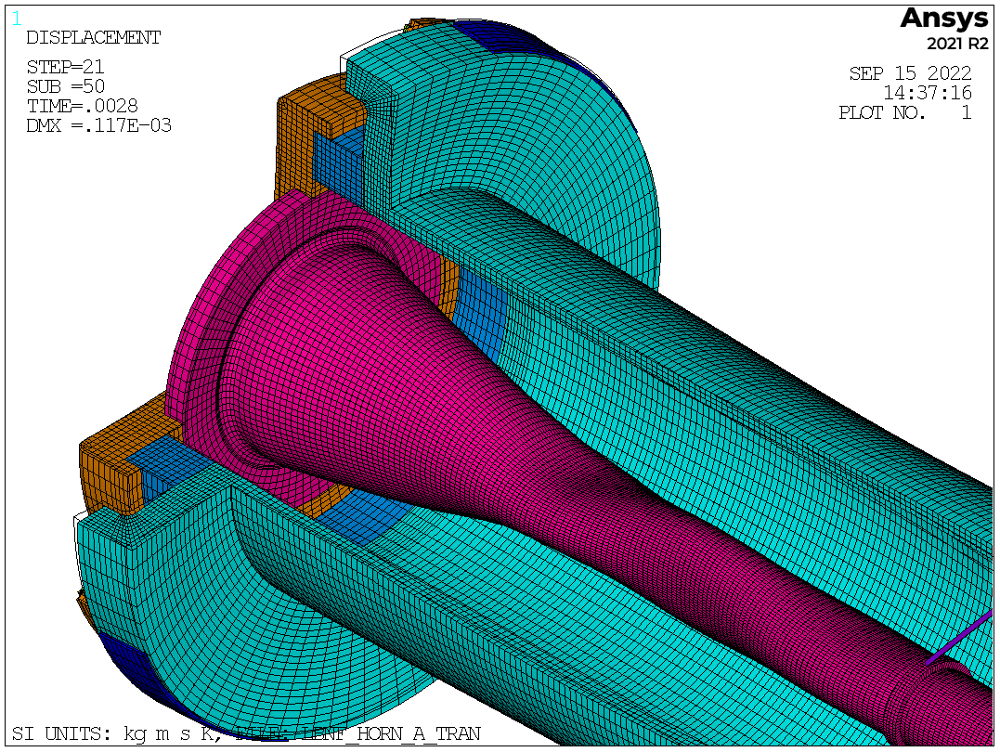 1
DISPLACEMENT
STEP=21
SUB =50
TIME=.0028
DMX =.117E-03
Ansys
2021 R2
SEP 15 2022
14:37:16
PLOT NO. 1
SI UNITS: kg m s K, LBNF_HORN_A_TRAN